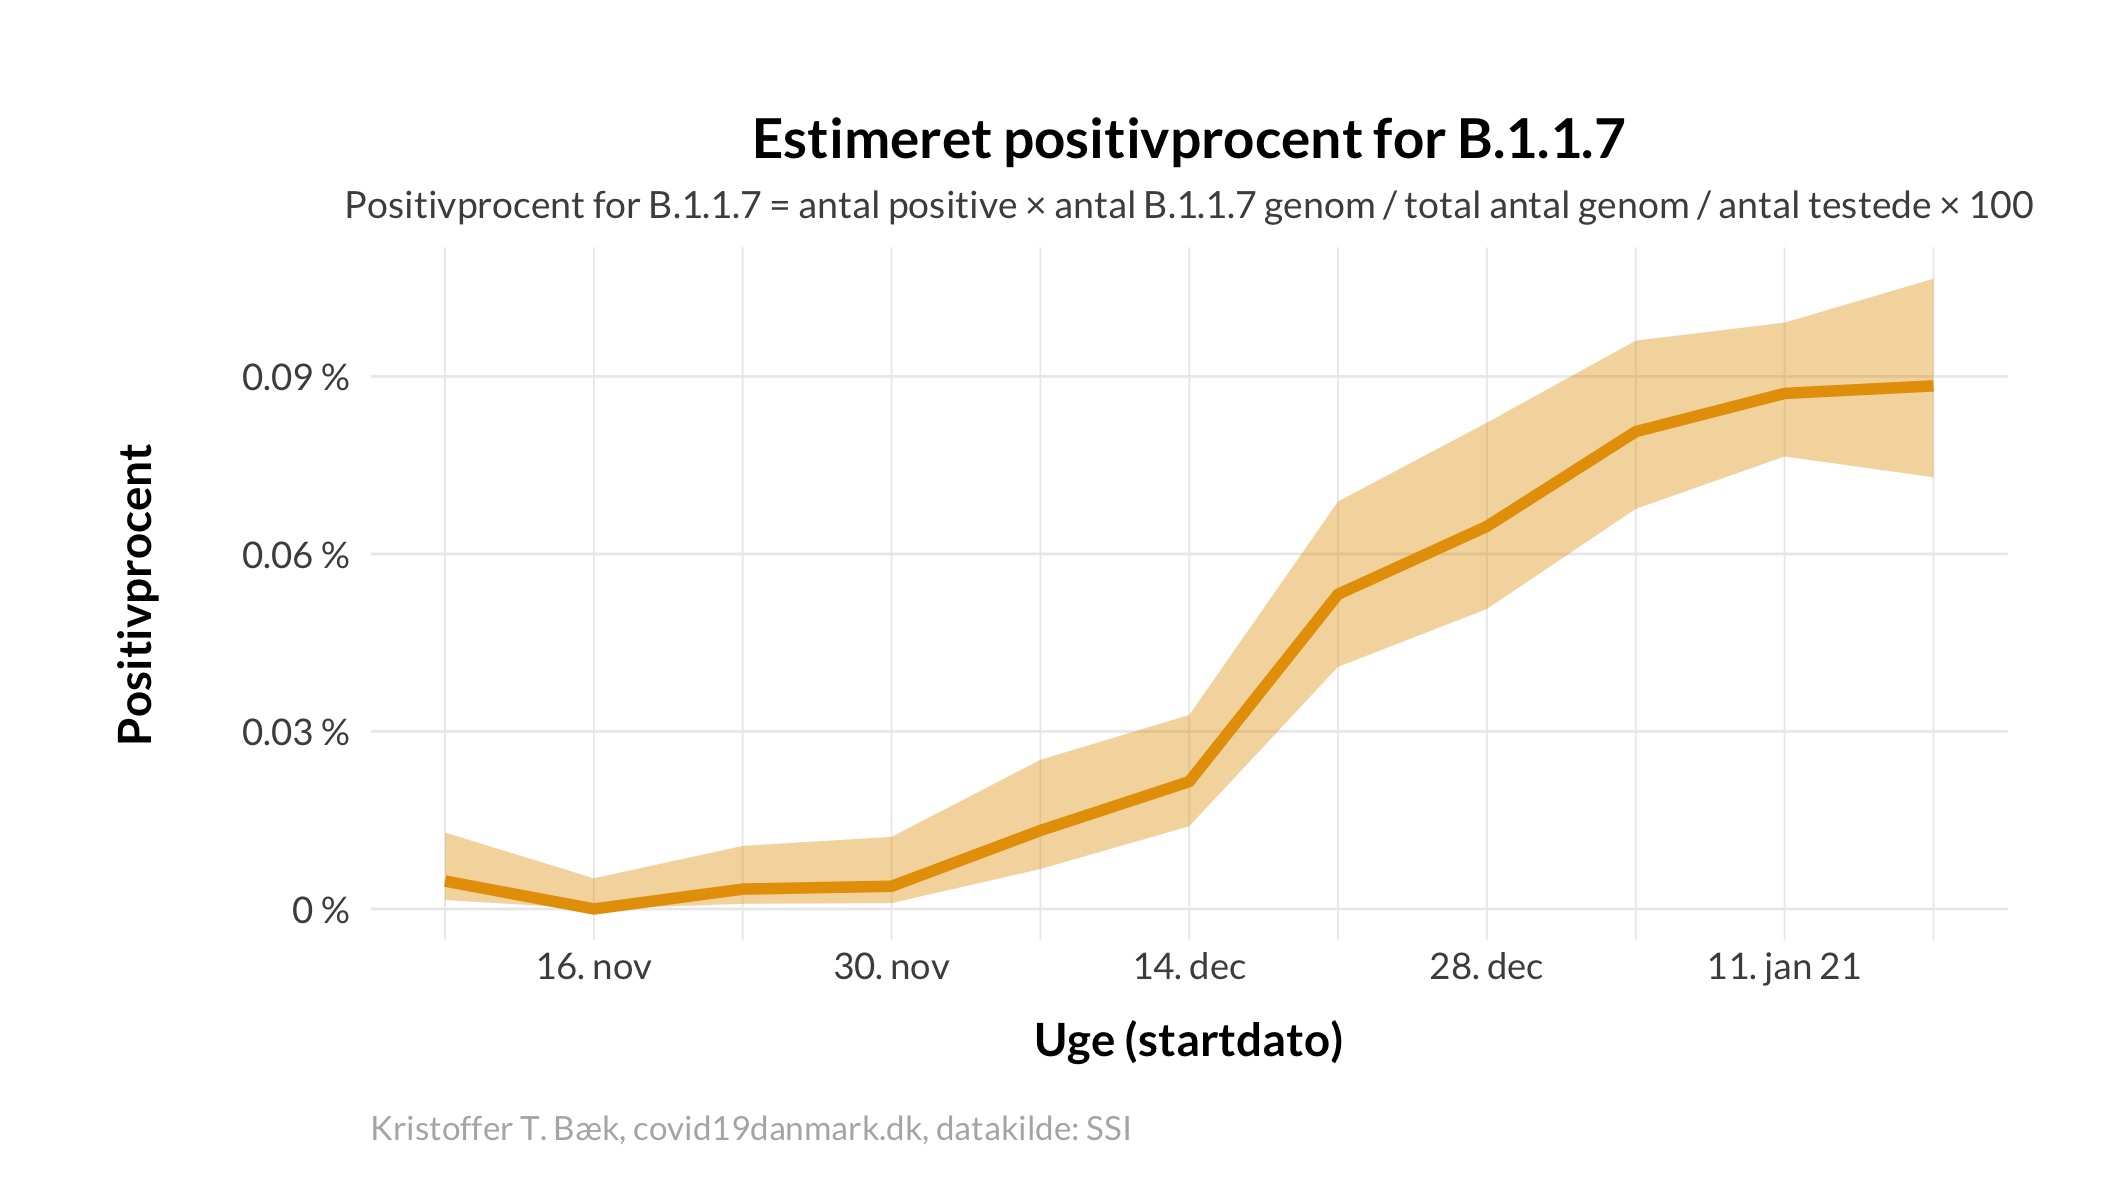 Estimeret positivprocent for B.1.1.7
Positivprocent for B.1.1.7 = antal positive × antal B.1.1.7 genom / total antal genom / antal testede × 100
Positivprocent
0.09 %
0.06 %
0.03 %
0 %
16. nov
30. nov
14. dec
28. dec
11. jan 21
Uge (startdato)
Kristoffer T. Bæk, covid19danmark.dk, datakilde: SSI